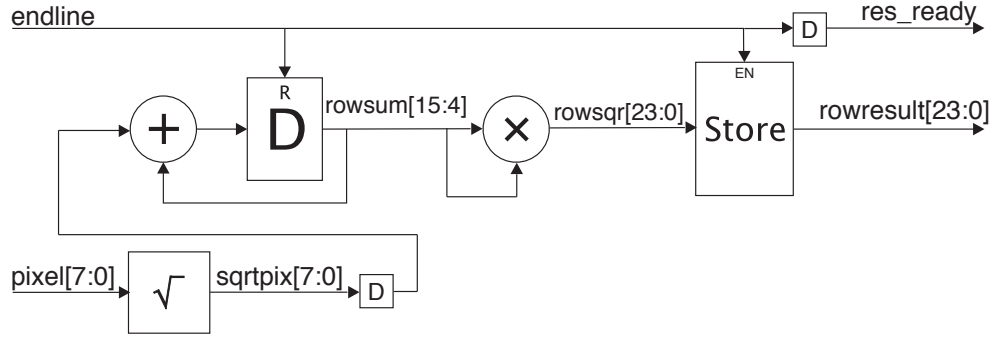 endline
D
res_ready
R
D
EN
Store
+
rowsum[15:4]
×
rowsqr[23:0]
rowresult[23:0]
pixel[7:0]
√
sqrtpix[7:0]
D